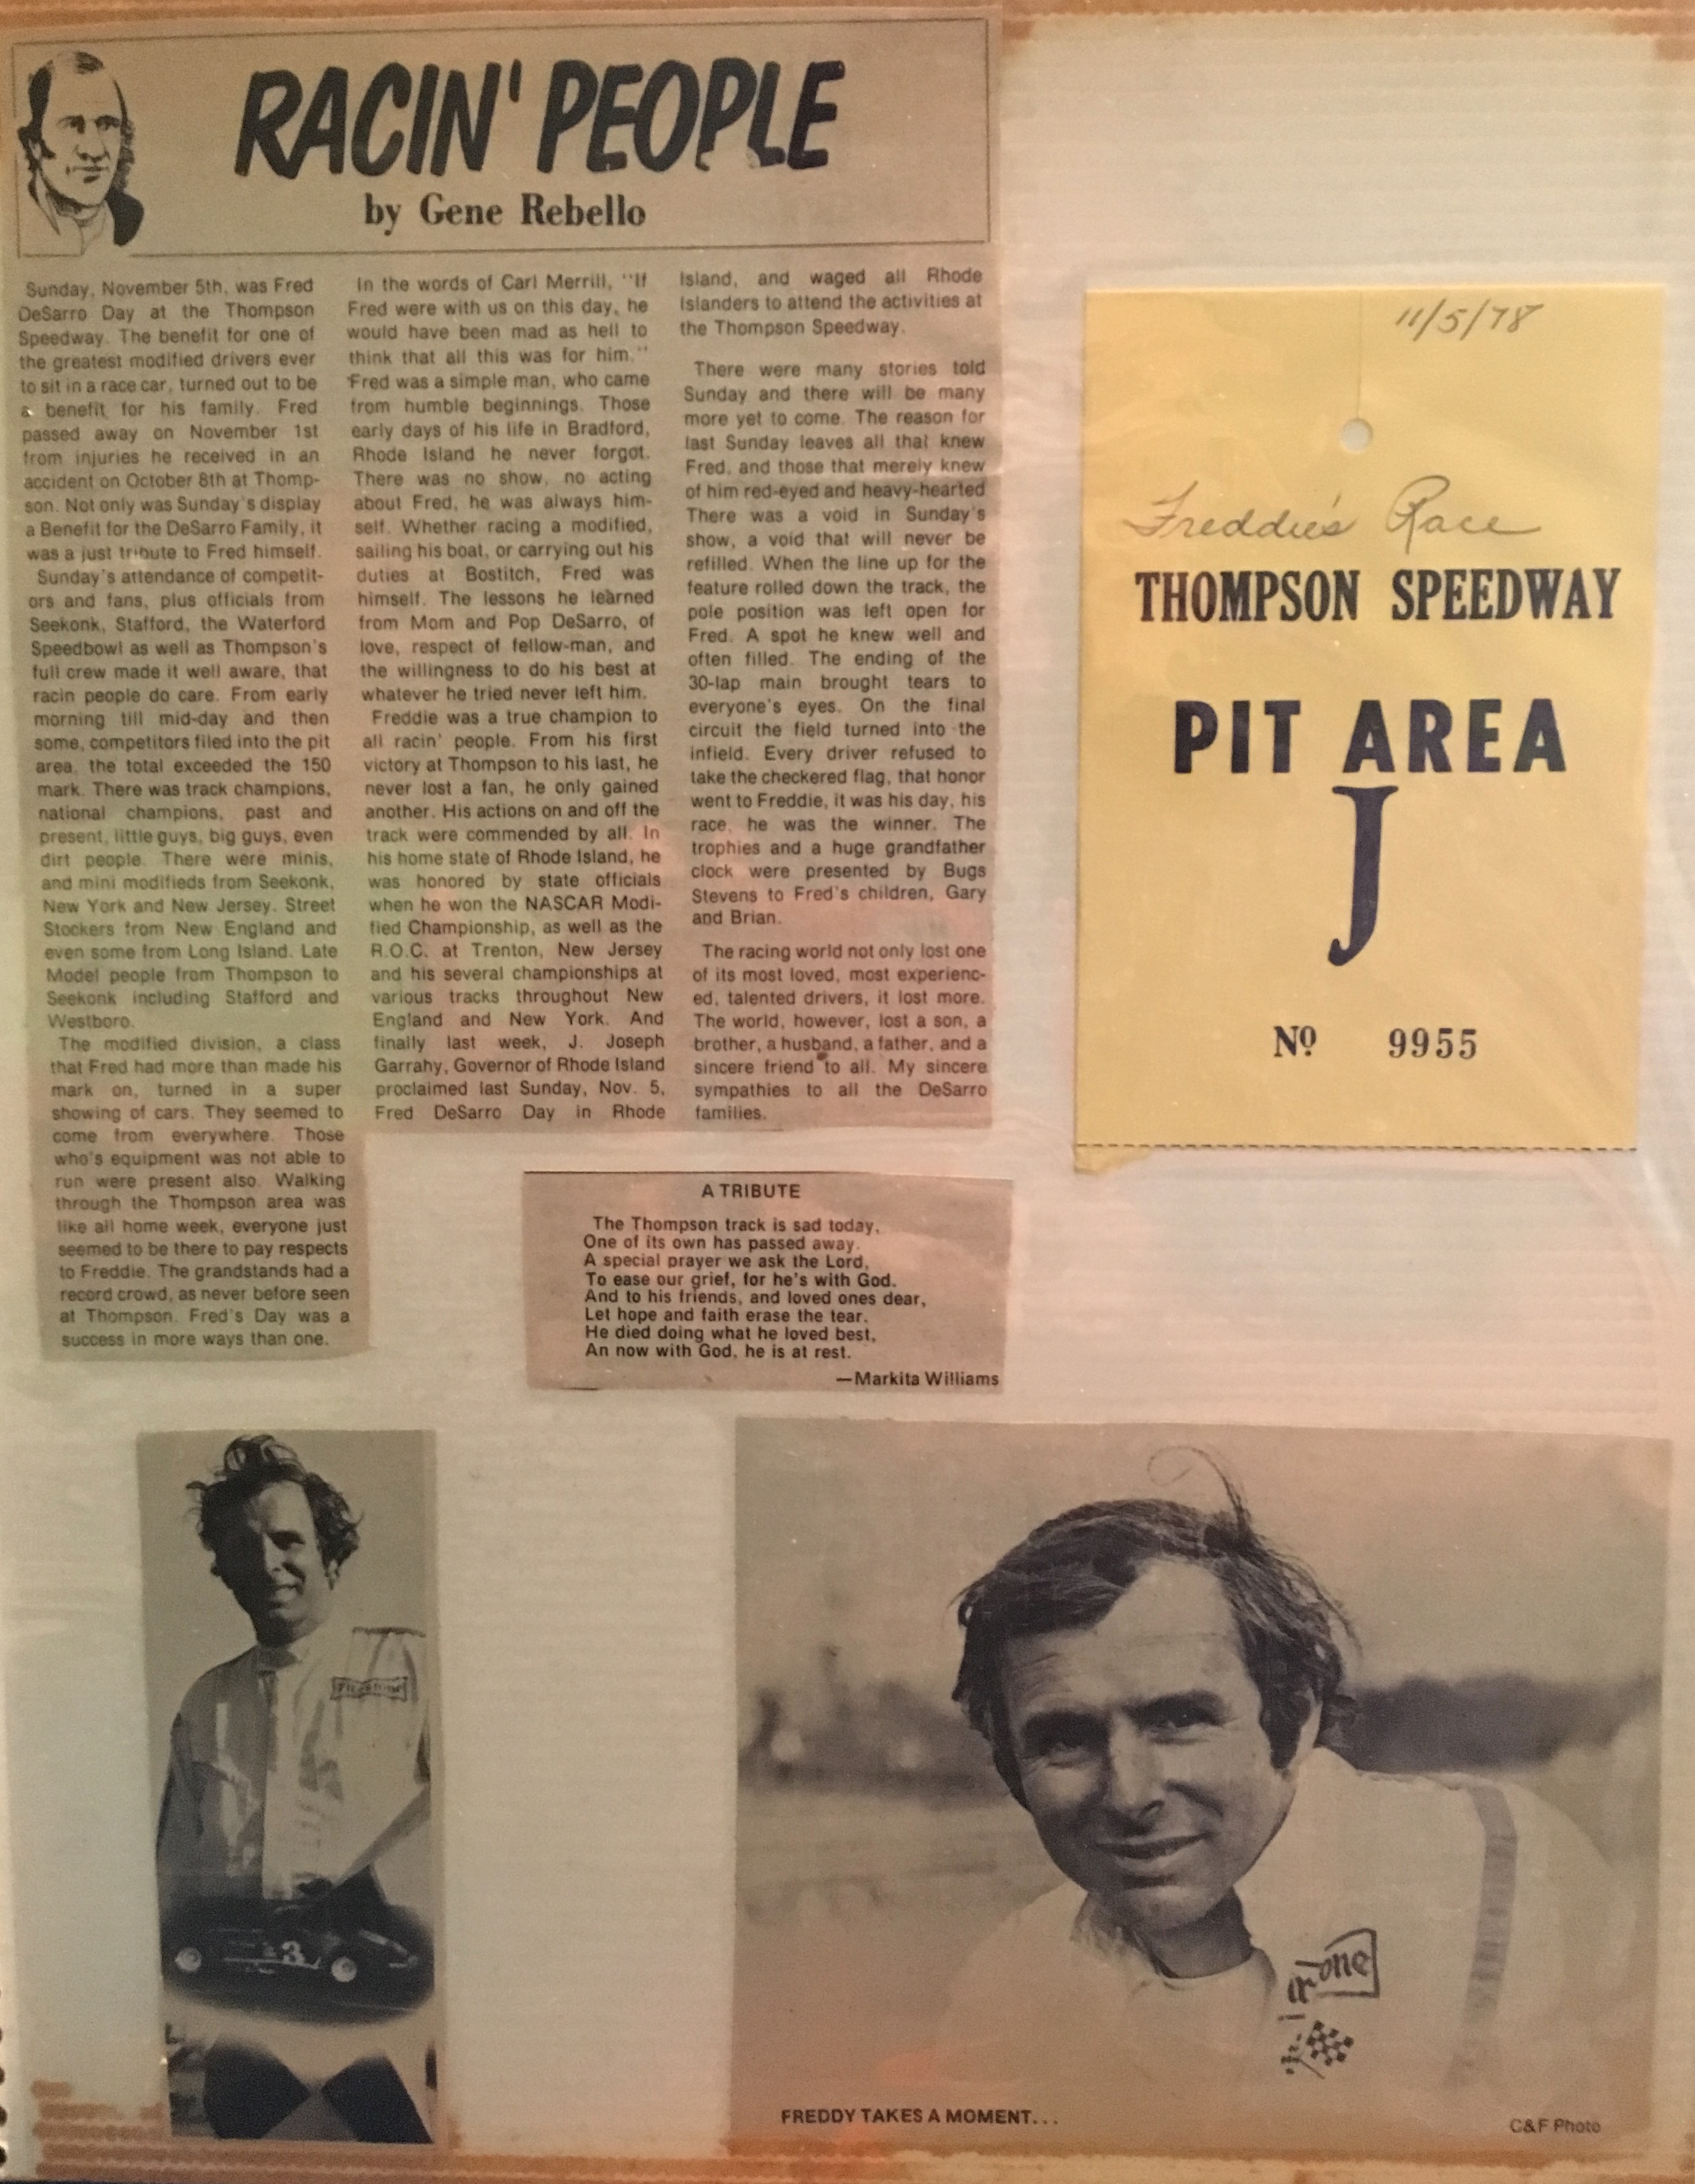 RACIN' PEOPLE
by Gene Rebello
Sunday, November 5th, was Fred
DeSarro Day at the Thompson
Speedway. The benefit for one of
the greatest modified drivers ever
to sit in a race car, turned out to be
a benefit for his family. Fred
passed away on November 1st
from injuries he received in an
accident on October 8th at Thomp-
son. Not only was Sunday's display
a Benefit for the DeSarro Family, it
was a just tribute to Fred himself.
Sunday's attendance of competit-
ors and fans, plus officials from
Seekonk, Stafford, the Waterford
Speedbowl as well as Thompson's
full crew made it well aware, that
racin people do care. From early
morning till mid-day and then
some, competitors filed into the pit
area, the total exceeded the 150
mark. There was track champions,
national champions, past and
present, little guys, big guys, even
dirt people. There were minis,
and mini modifieds from Seekonk,
New York and New Jersey. Street
Stockers from New England and
even some from Long Island. Late
Model people from Thompson to
Seekonk including Stafford and
Westboro.
The modified division, a class
that Fred had more than made his
mark on, turned in a super
showing of cars. They seemed to
come from everywhere. Those
who's equipment was not able to
run were present also. Walking
through the Thompson area was
like all home week, everyone just
seemed to be there to pay respects
to Freddie. The grandstands had a
record crowd, as never before seen
at Thompson. Fred's Day was a
success in more ways than one.
In the words of Carl Merrill, "If
Fred were with us on this day, he
would have been mad as hell to
think that all this was for him."
Fred was a simple man, who came
from humble beginnings. Those
early days of his life in Bradford,
Rhode Island he never forgot.
There was no show, no acting
about Fred, he was always him-
self. Whether racing a modified,
sailing his boat, or carrying out his
duties at Bostitch, Fred was
himself. The lessons he learned
from Mom and Pop DeSarro, of
love, respect of fellow-man, and
the willingness to do his best at
whatever he tried never left him.
Freddie was a true champion to
all racin' people. From his first
victory at Thompson to his last, he
never lost a fan, he only gained
another. His actions on and off the
track were commended by all. In
his home state of Rhode Island, he
was honored by state officials
when he won the NASCAR Modi-
fied Championship, as well as the
R.O.C. at Trenton, New Jersey
and his several championships at
various tracks throughout New
England and New York. And
finally last week, J. Joseph
Garrahy, Governor of Rhode Island
proclaimed last Sunday, Nov. 5,
Fred DeSarro Day in Rhode
Island, and waged all Rhode
Islanders to attend the activities at
the Thompson Speedway.
There were many stories told
Sunday and there will be many
more yet to come. The reason for
last Sunday leaves all that knew
Fred, and those that merely knew
of him red-eyed and heavy-hearted
There was a void in Sunday's
show, a void that will never be
refilled. When the line up for the
feature rolled down the track, the
pole position was left open for
Fred. A spot he knew well and
often filled. The ending of the
30-lap main brought tears to
everyone's eyes. On the final
circuit the field turned into the
infield. Every driver refused to
take the checkered flag, that honor
went to Freddie, it was his day, his
race, he was the winner. The
trophies and a huge grandfather
clock were presented by Bugs
Stevens to Fred's children, Gary
and Brian.
The racing world not only lost one
of its most loved, most experienc-
ed, talented drivers, it lost more.
The world, however, lost a son, a
brother, a husband, a father, and a
sincere friend to all. My sincere
sympathies to all the DeSarro
families.
11/5/78
Freddie's Race
THOMPSON SPEEDWAY
PIT AREA
J
Nº 9955
A TRIBUTE
The Thompson track is sad today,
One of its own has passed away.
A special prayer we ask the Lord,
To ease our grief, for he's with God.
And to his friends, and loved ones dear,
Let hope and faith erase the tear.
He died doing what he loved best,
An now with God, he is at rest.
—Markita Williams
3
FREDDY TAKES A MOMENT...
C&F Photo